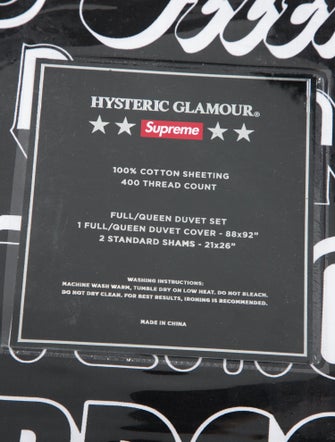 HYSTERIC GLAMOUR®
★★ Supreme ★★
100% COTTON SHEETING
400 THREAD COUNT
FULL/QUEEN DUVET SET
1 FULL/QUEEN DUVET COVER - 88x92"
2 STANDARD SHAMS - 21x26"
WASHING INSTRUCTIONS:
MACHINE WASH WARM, TUMBLE DRY ON LOW HEAT. DO NOT BLEACH.
DO NOT DRY CLEAN. FOR BEST RESULTS, IRONING IS RECOMMENDED.
MADE IN CHINA